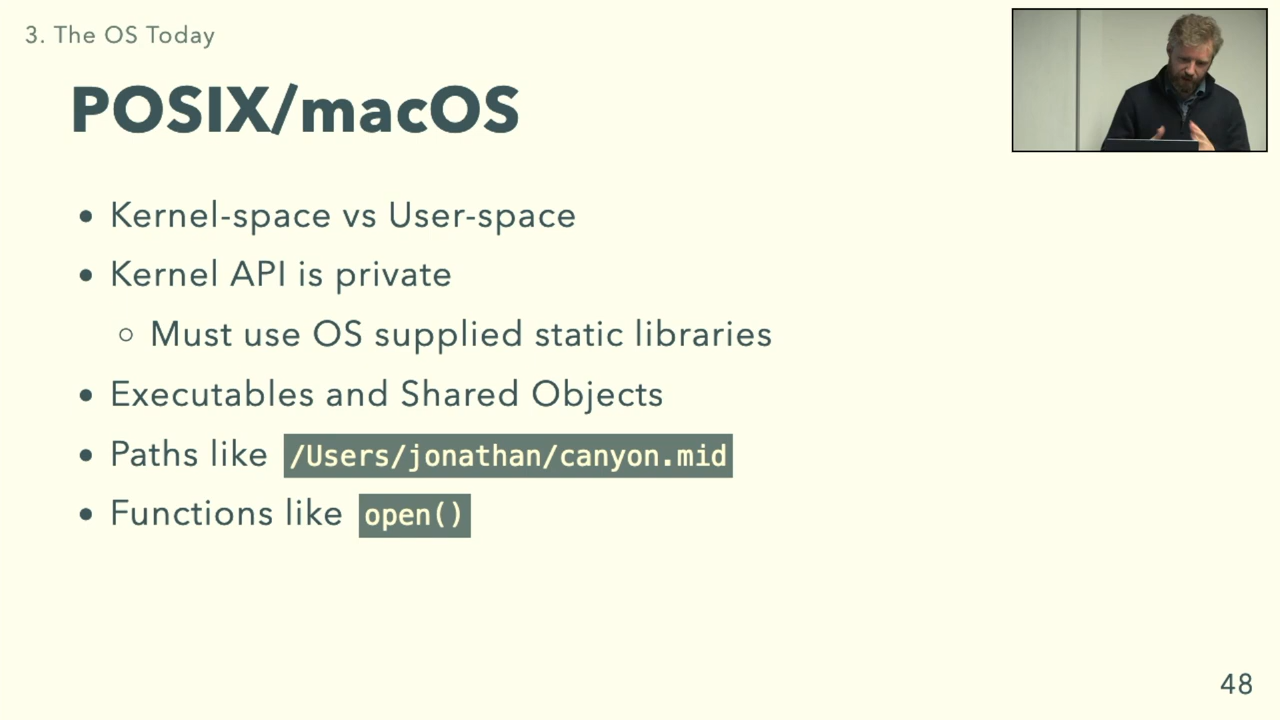 3. The OS Today
POSIX/macOS
• Kernel-space vs User-space
• Kernel API is private
○ Must use OS supplied static libraries
• Executables and Shared Objects
• Paths like /Users/jonathan/canyon.mid
• Functions like open()
48